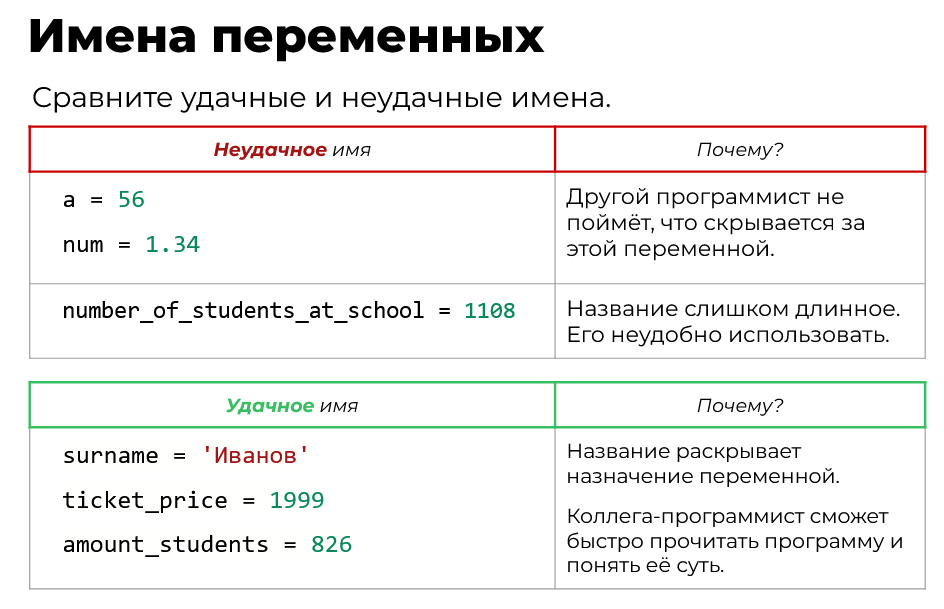 Имена переменных
Сравните удачные и неудачные имена.
Неудачное имя
Почему?
a = 56
num = 1.34
Другой программист не
поймёт, что скрывается за
этой переменной.
number_of_students_at_school = 1108
Название слишком длинное.
Его неудобно использовать.
Удачное имя
Почему?
surname = 'Иванов'
ticket_price = 1999
amount_students = 826
Название раскрывает
назначение переменной.
Коллега-программист сможет
быстро прочитать программу и
понять её суть.